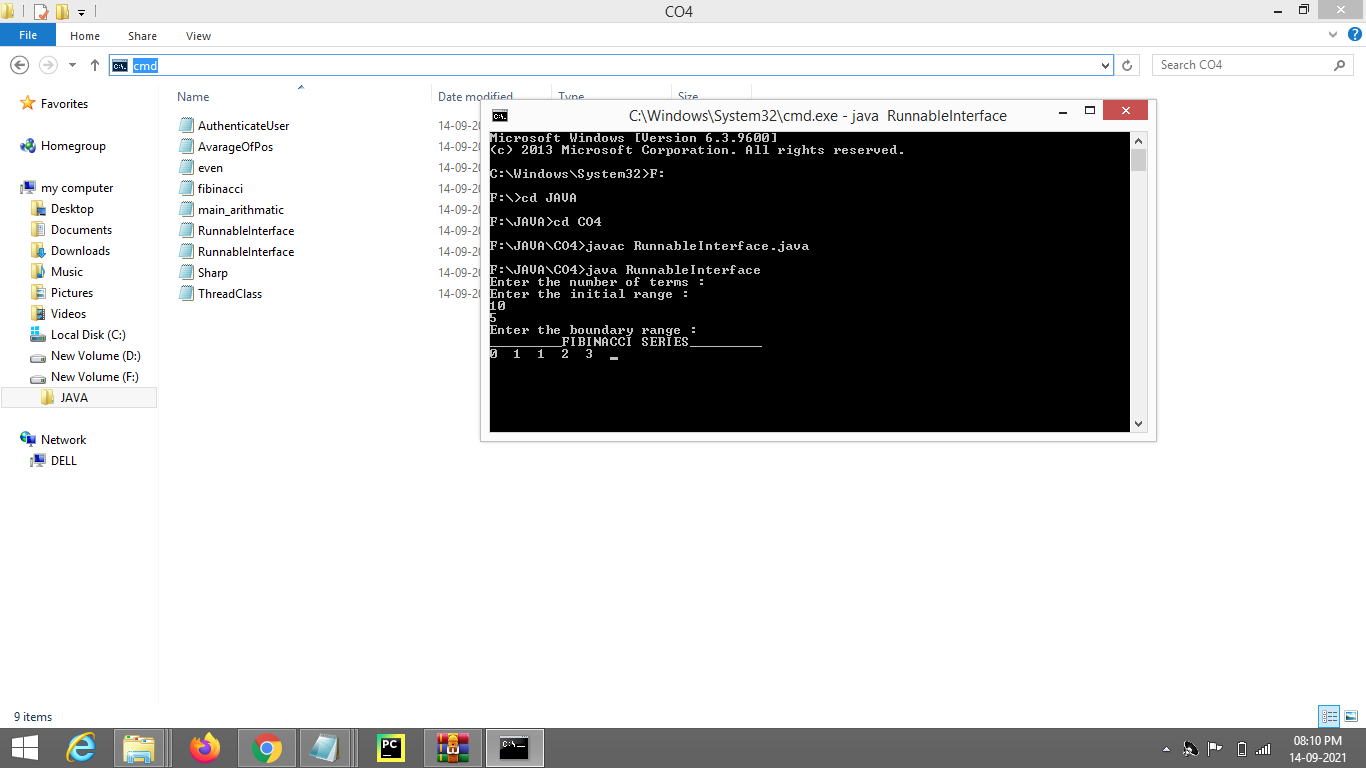 CO4
File Home Share View
cmd
Search CO4
Name Date modified Type Size
Favorites
Homegroup
my computer
Desktop
Documents
Downloads
Music
Pictures
Videos
Local Disk (C:)
New Volume (D:)
New Volume (F:)
JAVA
Network
DELL
AuthenticateUser 14-09-20
AvarageOfPos 14-09-20
even 14-09-20
fibinacci 14-09-20
main_arithmatic 14-09-20
RunnableInterface 14-09-20
RunnableInterface 14-09-20
Sharp 14-09-20
ThreadClass 14-09-20
C:\Windows\System32\cmd.exe - java RunnableInterface
Microsoft Windows [Version 6.3.9600]
(c) 2013 Microsoft Corporation. All rights reserved.
C:\Windows\System32>F:
F:\>cd JAVA
F:\JAVA>cd CO4
F:\JAVA\CO4>javac RunnableInterface.java
F:\JAVA\CO4>java RunnableInterface
Enter the number of terms :
Enter the initial range :
10
5
Enter the boundary range :
_________FIBINACCI SERIES_________
0 1 1 2 3 _
9 items
PC
08:10 PM
14-09-2021